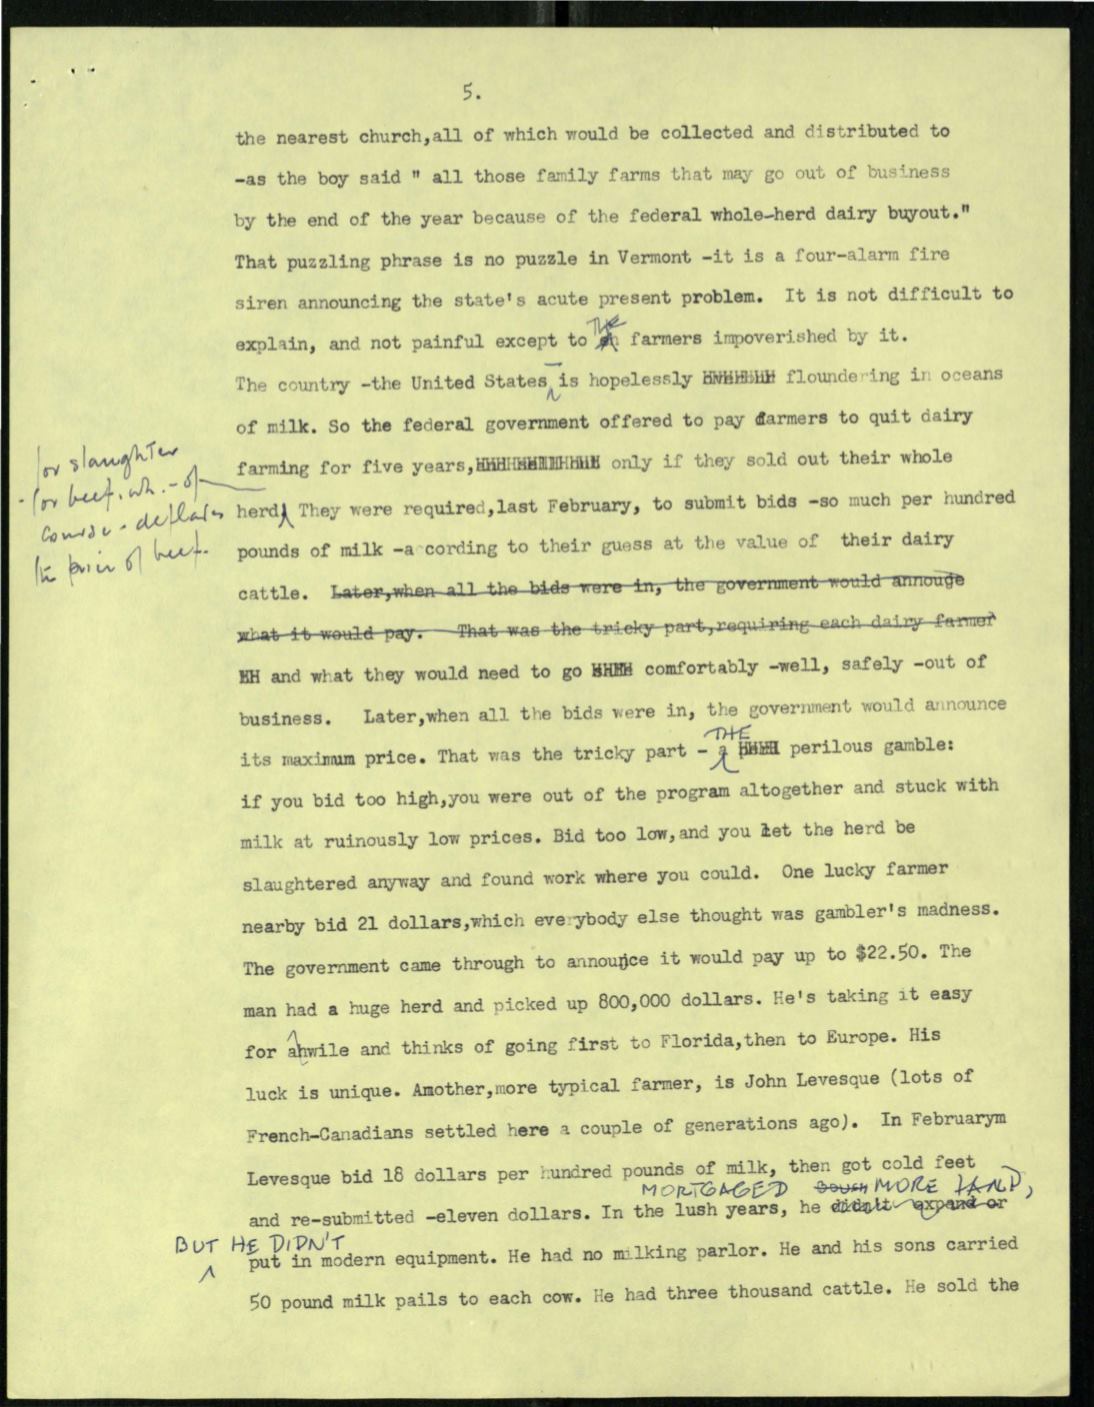 5.
the nearest church,all of which would be collected and distributed to
-as the boy said " all those family farms that may go out of business
by the end of the year because of the federal whole-herd dairy buyout."
That puzzling phrase is no puzzle in Vermont -it is a four-alarm fire
siren announcing the state's acute present problem. It is not difficult to
THE
explain, and not painful except to farmers impoverished by it.
The country -the United States - is hopelessly floundering in oceans
of milk. So the federal government offered to pay farmers to quit dairy
for slaughter
farming for five years, only if they sold out their whole
-for beef. wh. - of
herd. They were required,last February, to submit bids -so much per hundred
course - deflates
the price of beef.
pounds of milk -a cording to their guess at the value of their dairy
cattle. Later,when all the bids were in, the government would annouge
what it would pay. That was the tricky part,requiring each dairy farmer
and what they would need to go comfortably -well, safely -out of
business. Later,when all the bids were in, the government would announce
THE
its maximum price. That was the tricky part - a perilous gamble:
if you bid too high,you were out of the program altogether and stuck with
milk at ruinously low prices. Bid too low,and you let the herd be
slaughtered anyway and found work where you could. One lucky farmer
nearby bid 21 dollars,which everybody else thought was gambler's madness.
The government came through to announce it would pay up to $22.50. The
man had a huge herd and picked up 800,000 dollars. He's taking it easy
for ahwile and thinks of going first to Florida,then to Europe. His
luck is unique. Amother,more typical farmer, is John Levesque (lots of
French-Canadians settled here a couple of generations ago). In Februarym
Levesque bid 18 dollars per hundred pounds of milk, then got cold feet
MORTGAGED MORE LAND,
and re-submitted -eleven dollars. In the lush years, he didn't expand or
BUT HE DIDN'T
put in modern equipment. He had no milking parlor. He and his sons carried
50 pound milk pails to each cow. He had three thousand cattle. He sold the